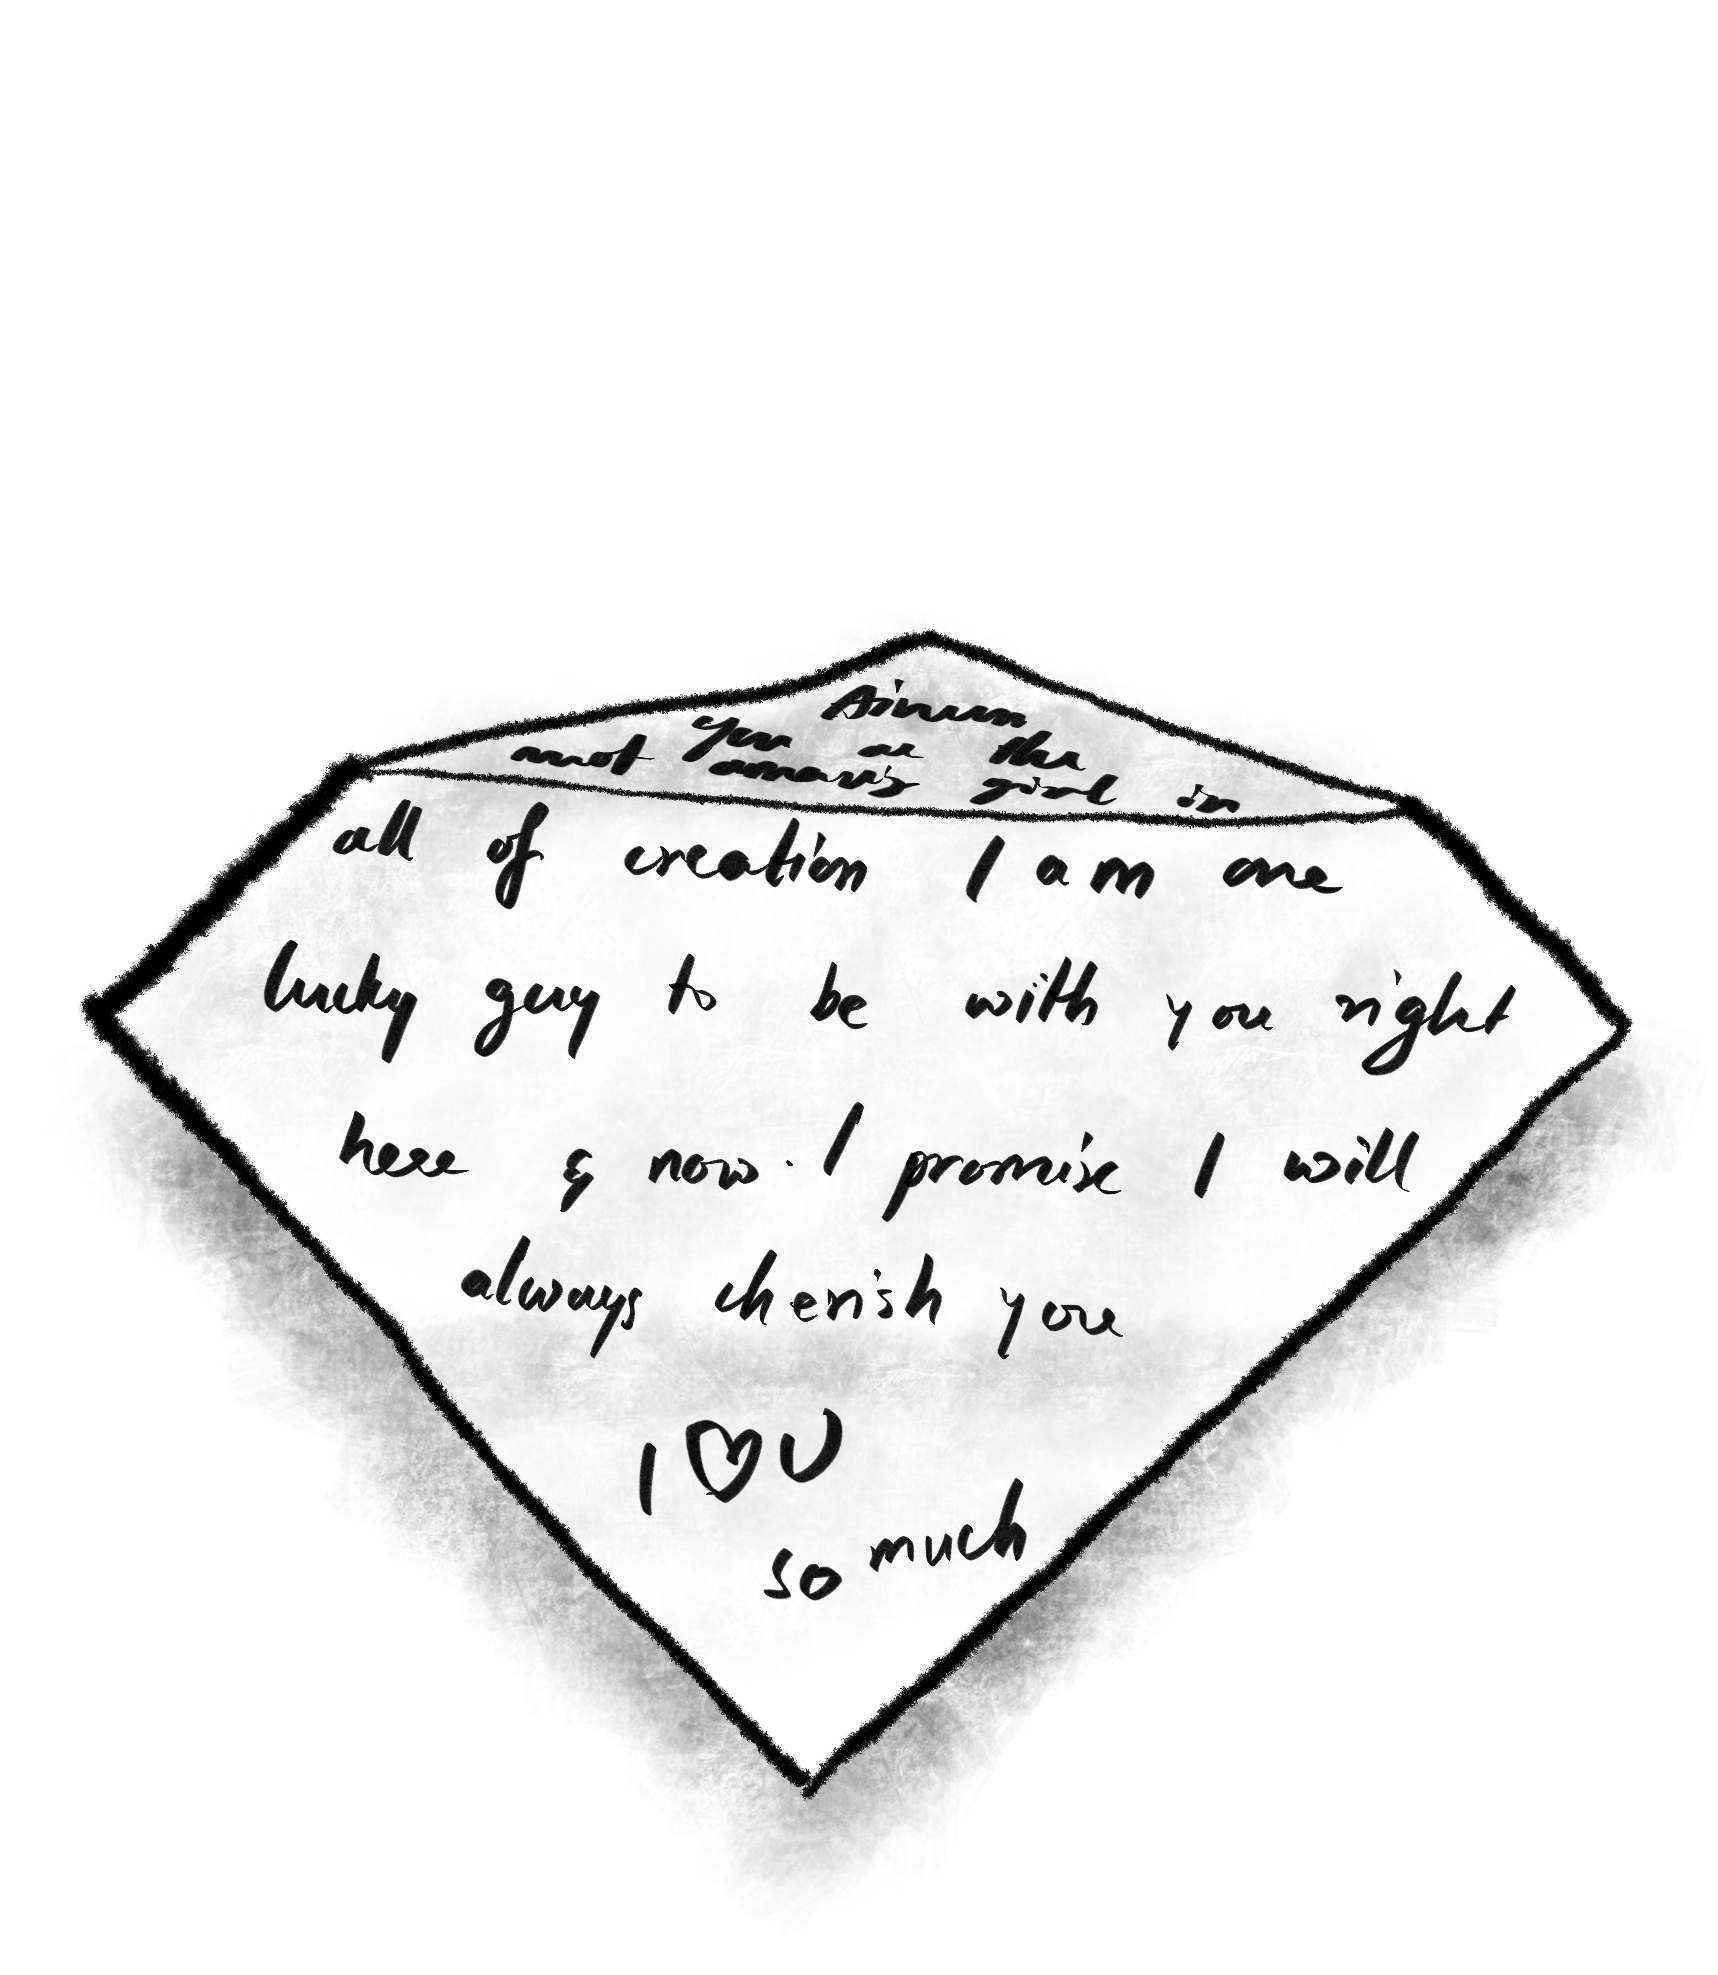 Ainum
you are the
most amazing girl in
all of creation I am one
lucky guy to be with you right
here & now. I promise I will
always cherish you
I ♡ U
so much